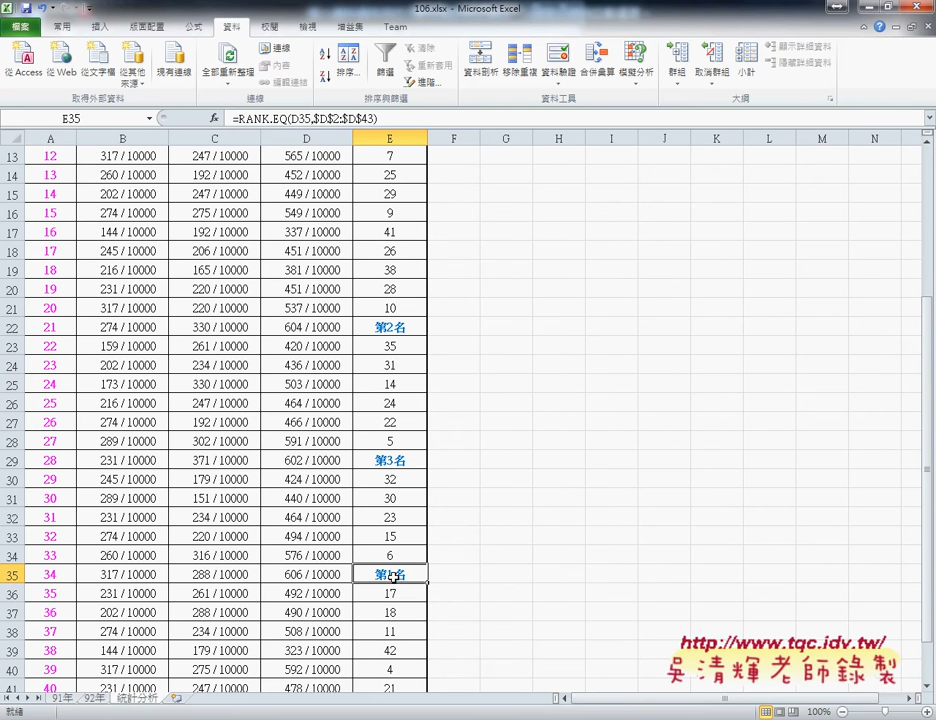 106.xlsx - Microsoft Excel
檔案 常用 插入 版面配置 公式 資料 校閱 檢視 增益集 Team
從 Access 從 Web 從文字檔 從其他來源 現有連線 全部重新整理 連線 內容 編輯連結 排序... 篩選 清除 重新套用 進階... 資料剖析 移除重複 資料驗證 合併彙算 模擬分析 群組 取消群組 小計 顯示詳細資料 隱藏詳細資料
取得外部資料 連線 排序與篩選 資料工具 大綱
E35 fx =RANK.EQ(D35,$D$2:$D$43)
A B C D E F G H I J K L M N
13 12 317 / 10000 247 / 10000 565 / 10000 7
14 13 260 / 10000 192 / 10000 452 / 10000 25
15 14 202 / 10000 247 / 10000 449 / 10000 29
16 15 274 / 10000 275 / 10000 549 / 10000 9
17 16 144 / 10000 192 / 10000 337 / 10000 41
18 17 245 / 10000 206 / 10000 451 / 10000 26
19 18 216 / 10000 165 / 10000 381 / 10000 38
20 19 231 / 10000 220 / 10000 451 / 10000 28
21 20 317 / 10000 220 / 10000 537 / 10000 10
22 21 274 / 10000 330 / 10000 604 / 10000 第2名
23 22 159 / 10000 261 / 10000 420 / 10000 35
24 23 202 / 10000 234 / 10000 436 / 10000 31
25 24 173 / 10000 330 / 10000 503 / 10000 14
26 25 216 / 10000 247 / 10000 464 / 10000 24
27 26 274 / 10000 192 / 10000 466 / 10000 22
28 27 289 / 10000 302 / 10000 591 / 10000 5
29 28 231 / 10000 371 / 10000 602 / 10000 第3名
30 29 245 / 10000 179 / 10000 424 / 10000 32
31 30 289 / 10000 151 / 10000 440 / 10000 30
32 31 231 / 10000 234 / 10000 464 / 10000 23
33 32 274 / 10000 220 / 10000 494 / 10000 15
34 33 260 / 10000 316 / 10000 576 / 10000 6
35 34 317 / 10000 288 / 10000 606 / 10000 第1名
36 35 231 / 10000 261 / 10000 492 / 10000 17
37 36 202 / 10000 288 / 10000 490 / 10000 18
38 37 274 / 10000 234 / 10000 508 / 10000 11
39 38 144 / 10000 179 / 10000 323 / 10000 42
40 39 317 / 10000 275 / 10000 592 / 10000 4
41 40 231 / 10000 247 / 10000 478 / 10000 21
http://www.tqc.idv.tw/
吳清輝老師錄製
91年 92年 統計分析
就緒 100%